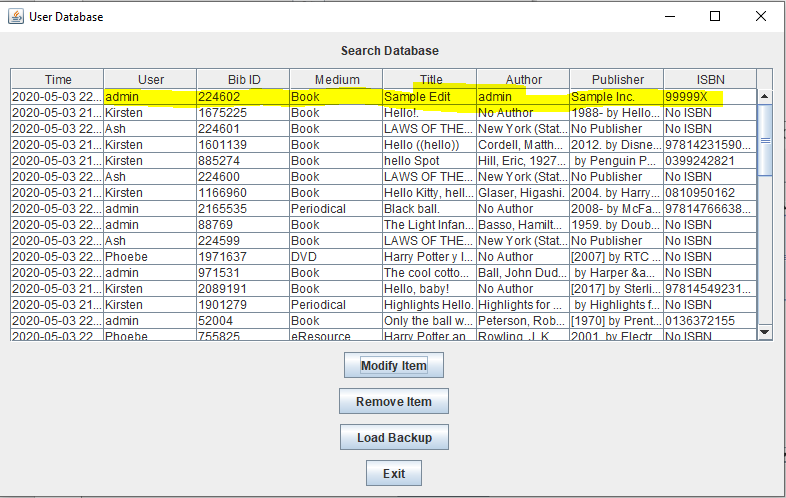 User Database
Search Database
Time User Bib ID Medium Title Author Publisher ISBN
2020-05-03 22... admin 224602 Book Sample Edit admin Sample Inc. 99999X
2020-05-03 21... Kirsten 1675225 Book Hello!. No Author 1988- by Hello... No ISBN
2020-05-03 22... Ash 224601 Book LAWS OF THE... New York (Stat... No Publisher No ISBN
2020-05-03 21... Kirsten 1601139 Book Hello ((hello)) Cordell, Matth... 2012. by Disne... 97814231590...
2020-05-03 21... Kirsten 885274 Book hello Spot Hill, Eric, 1927... by Penguin P... 0399242821
2020-05-03 22... Ash 224600 Book LAWS OF THE... New York (Stat... No Publisher No ISBN
2020-05-03 21... Kirsten 1166960 Book Hello Kitty, hell... Glaser, Higashi. 2004. by Harry... 0810950162
2020-05-03 22... admin 2165535 Periodical Black ball. No Author 2008- by McFa... 97814766638...
2020-05-03 22... admin 88769 Book The Light Infan... Basso, Hamilt... 1959. by Doub... No ISBN
2020-05-03 22... Ash 224599 Book LAWS OF THE... New York (Stat... No Publisher No ISBN
2020-05-03 22... Phoebe 1971637 DVD Harry Potter y l... No Author [2007] by RTC ... No ISBN
2020-05-03 22... admin 971531 Book The cool cotto... Ball, John Dud... by Harper &a... No ISBN
2020-05-03 21... Kirsten 2089191 Book Hello, baby! No Author [2017] by Sterli... 97814549231...
2020-05-03 21... Kirsten 1901279 Periodical Highlights Hello. Highlights for ... by Highlights f... No ISBN
2020-05-03 22... admin 52004 Book Only the ball w... Peterson, Rob... [1970] by Prent... 0136372155
2020-05-03 22... Phoebe 755825 eResource Harry Potter an... Rowling, J. K. 2001. by Electr... No ISBN
Modify Item
Remove Item
Load Backup
Exit